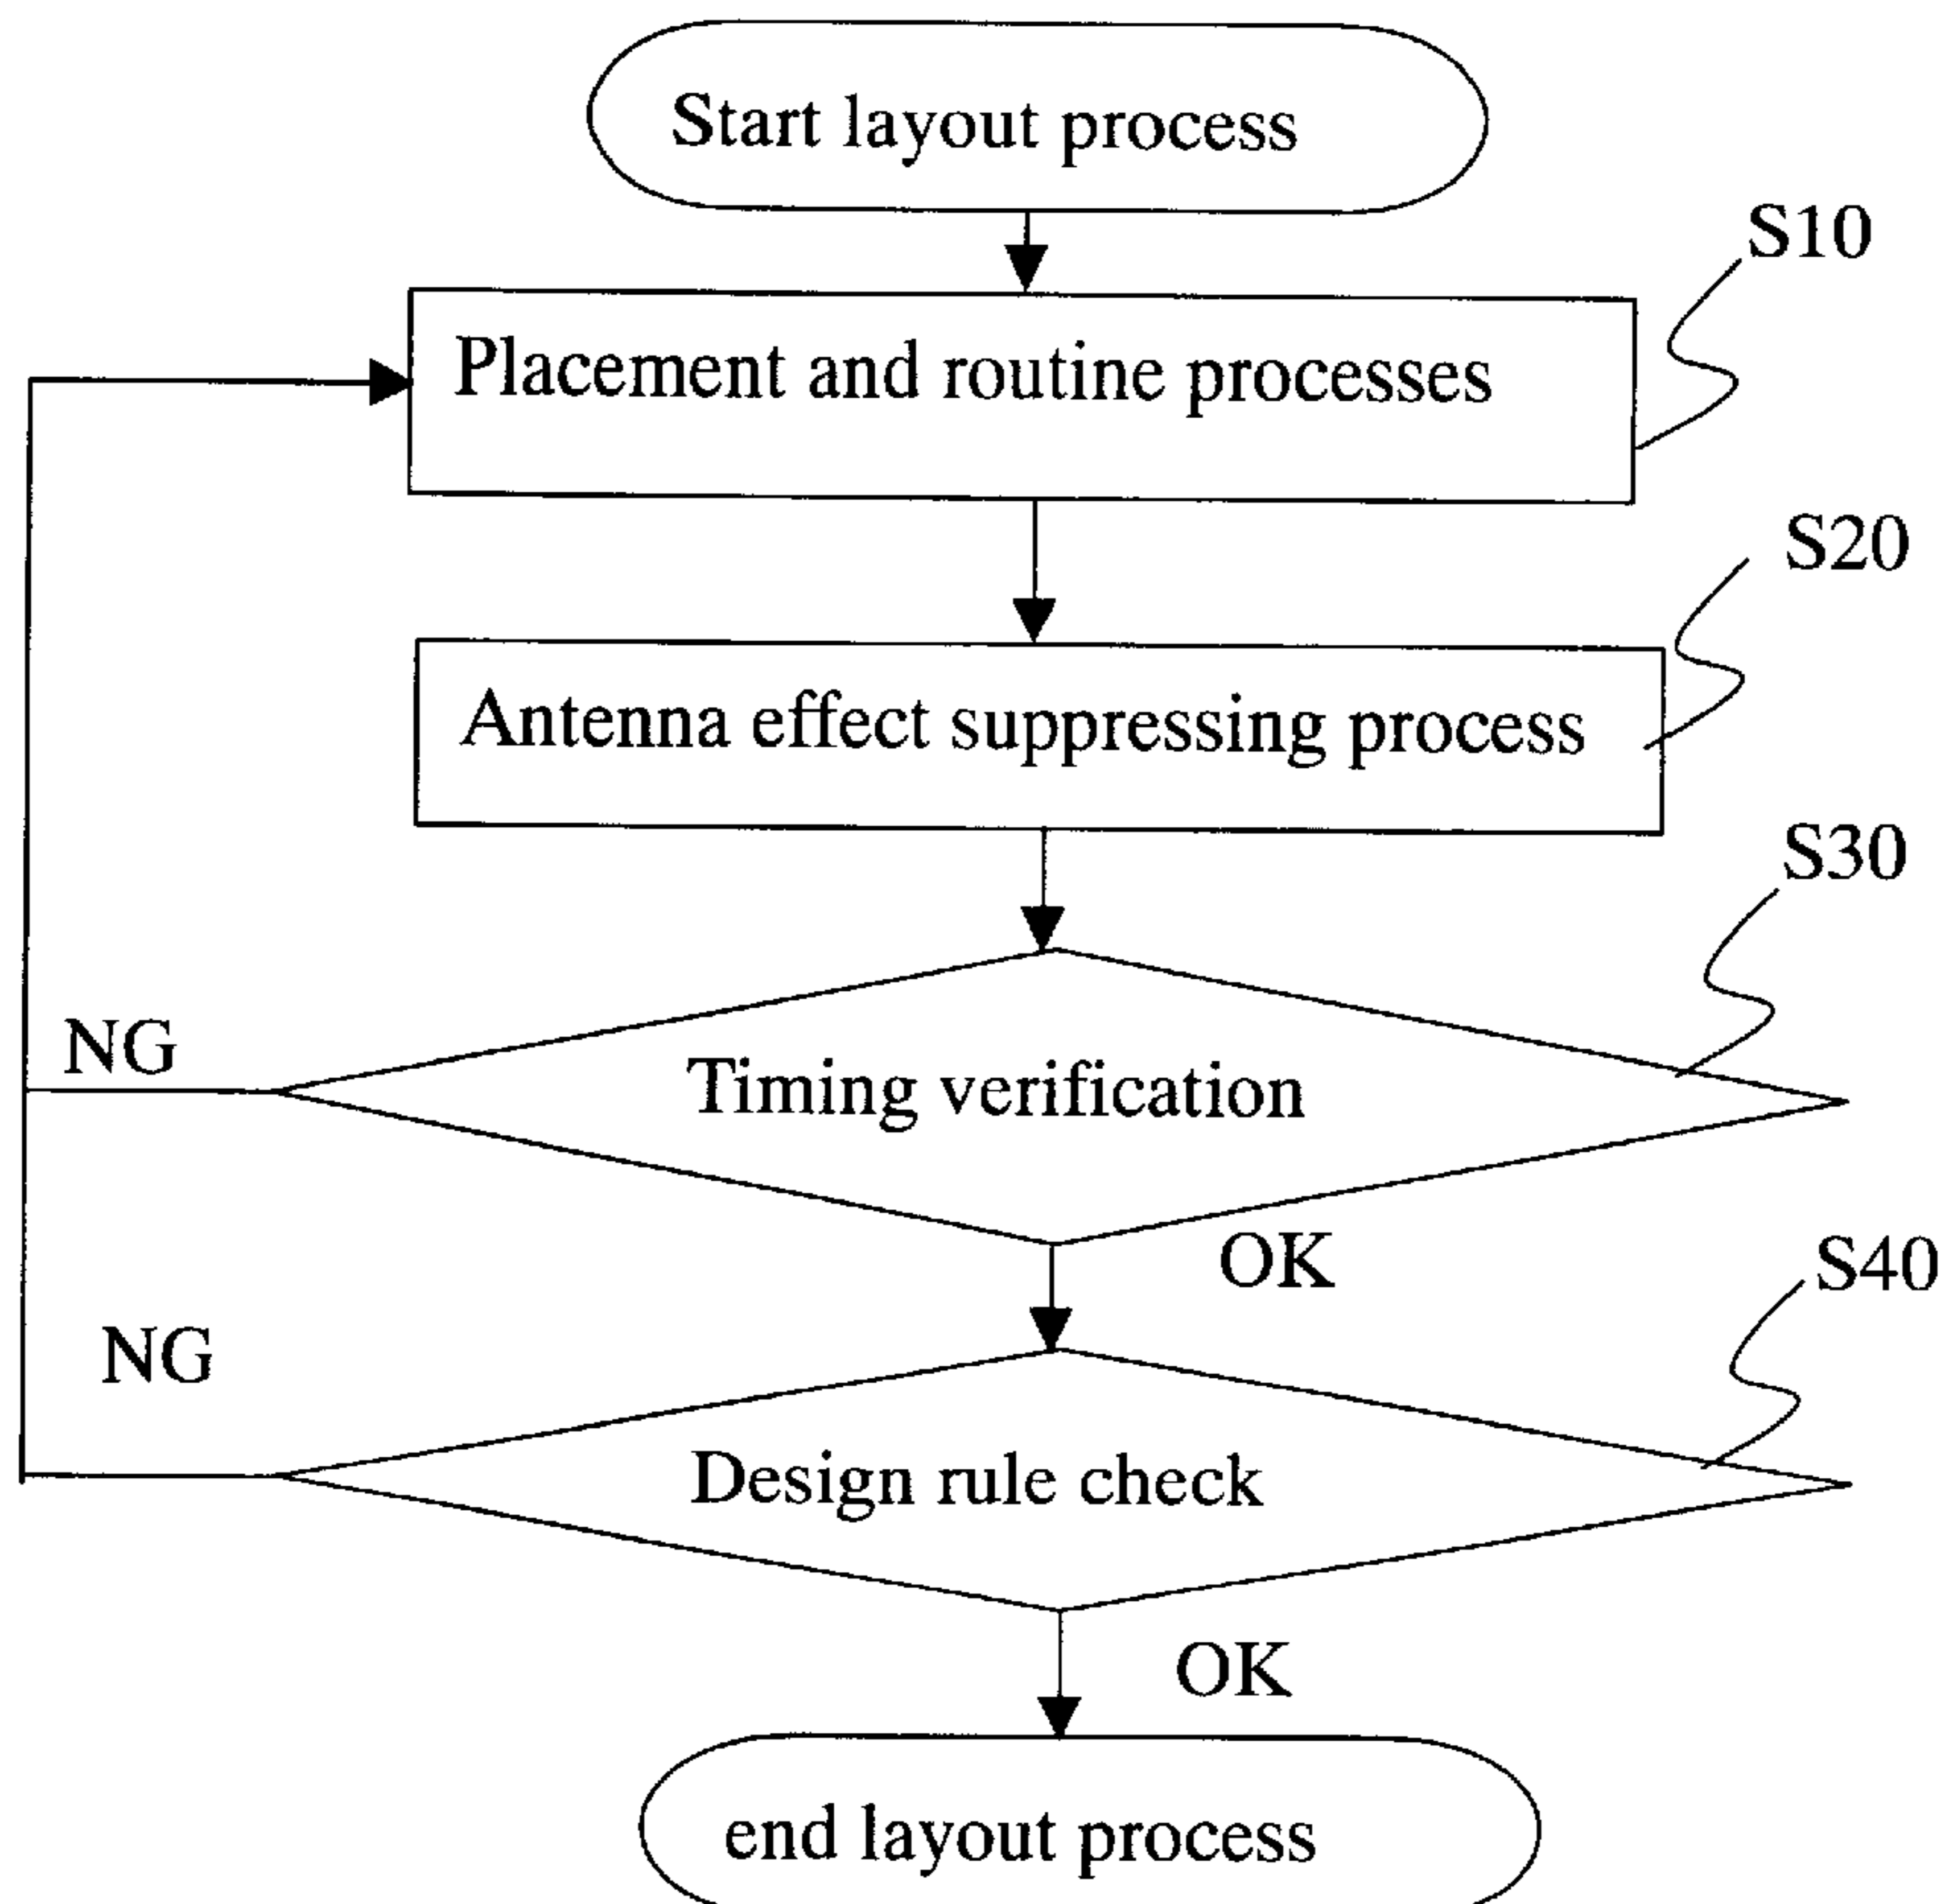 Start layout process
S10
Placement and routine processes
S20
Antenna effect suppressing process
S30
NG
Timing verification
OK
S40
NG
Design rule check
OK
end layout process